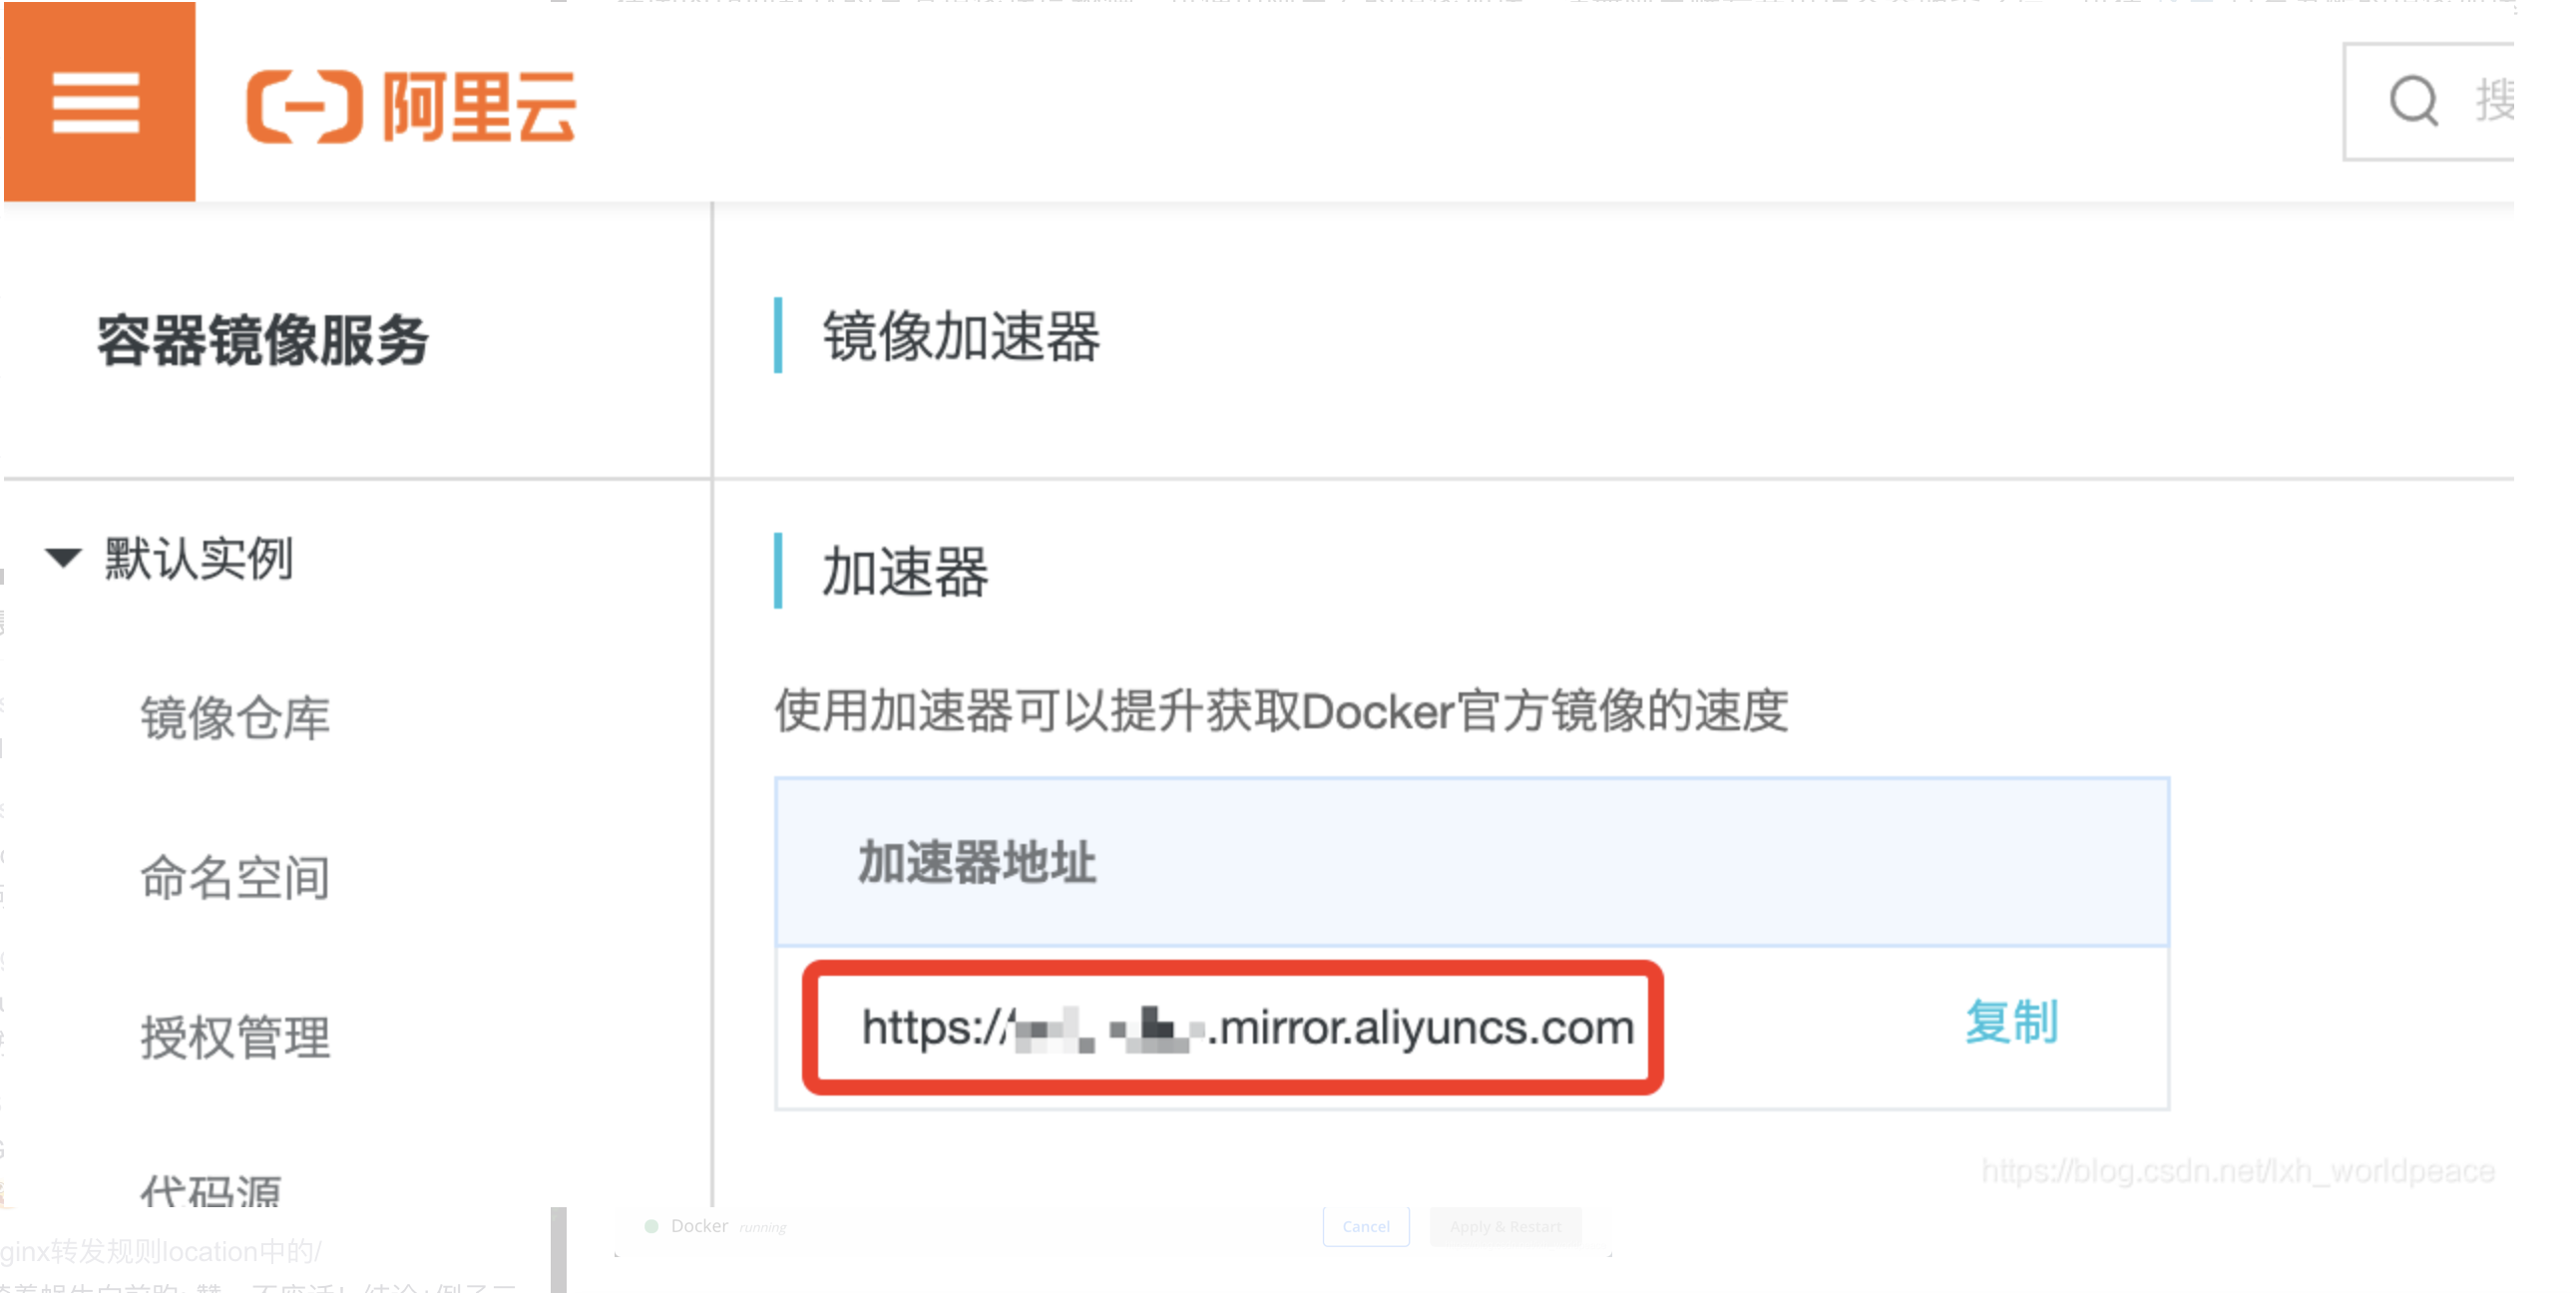 阿里云
搜
容器镜像服务
镜像加速器
默认实例
加速器
镜像仓库
使用加速器可以提升获取Docker官方镜像的速度
命名空间
加速器地址
授权管理
https:// .mirror.aliyuncs.com
复制
代码源
https://blog.csdn.net/lxh_worldpeace
Docker running
Cancel
Apply & Restart
ginx转发规则location中的/